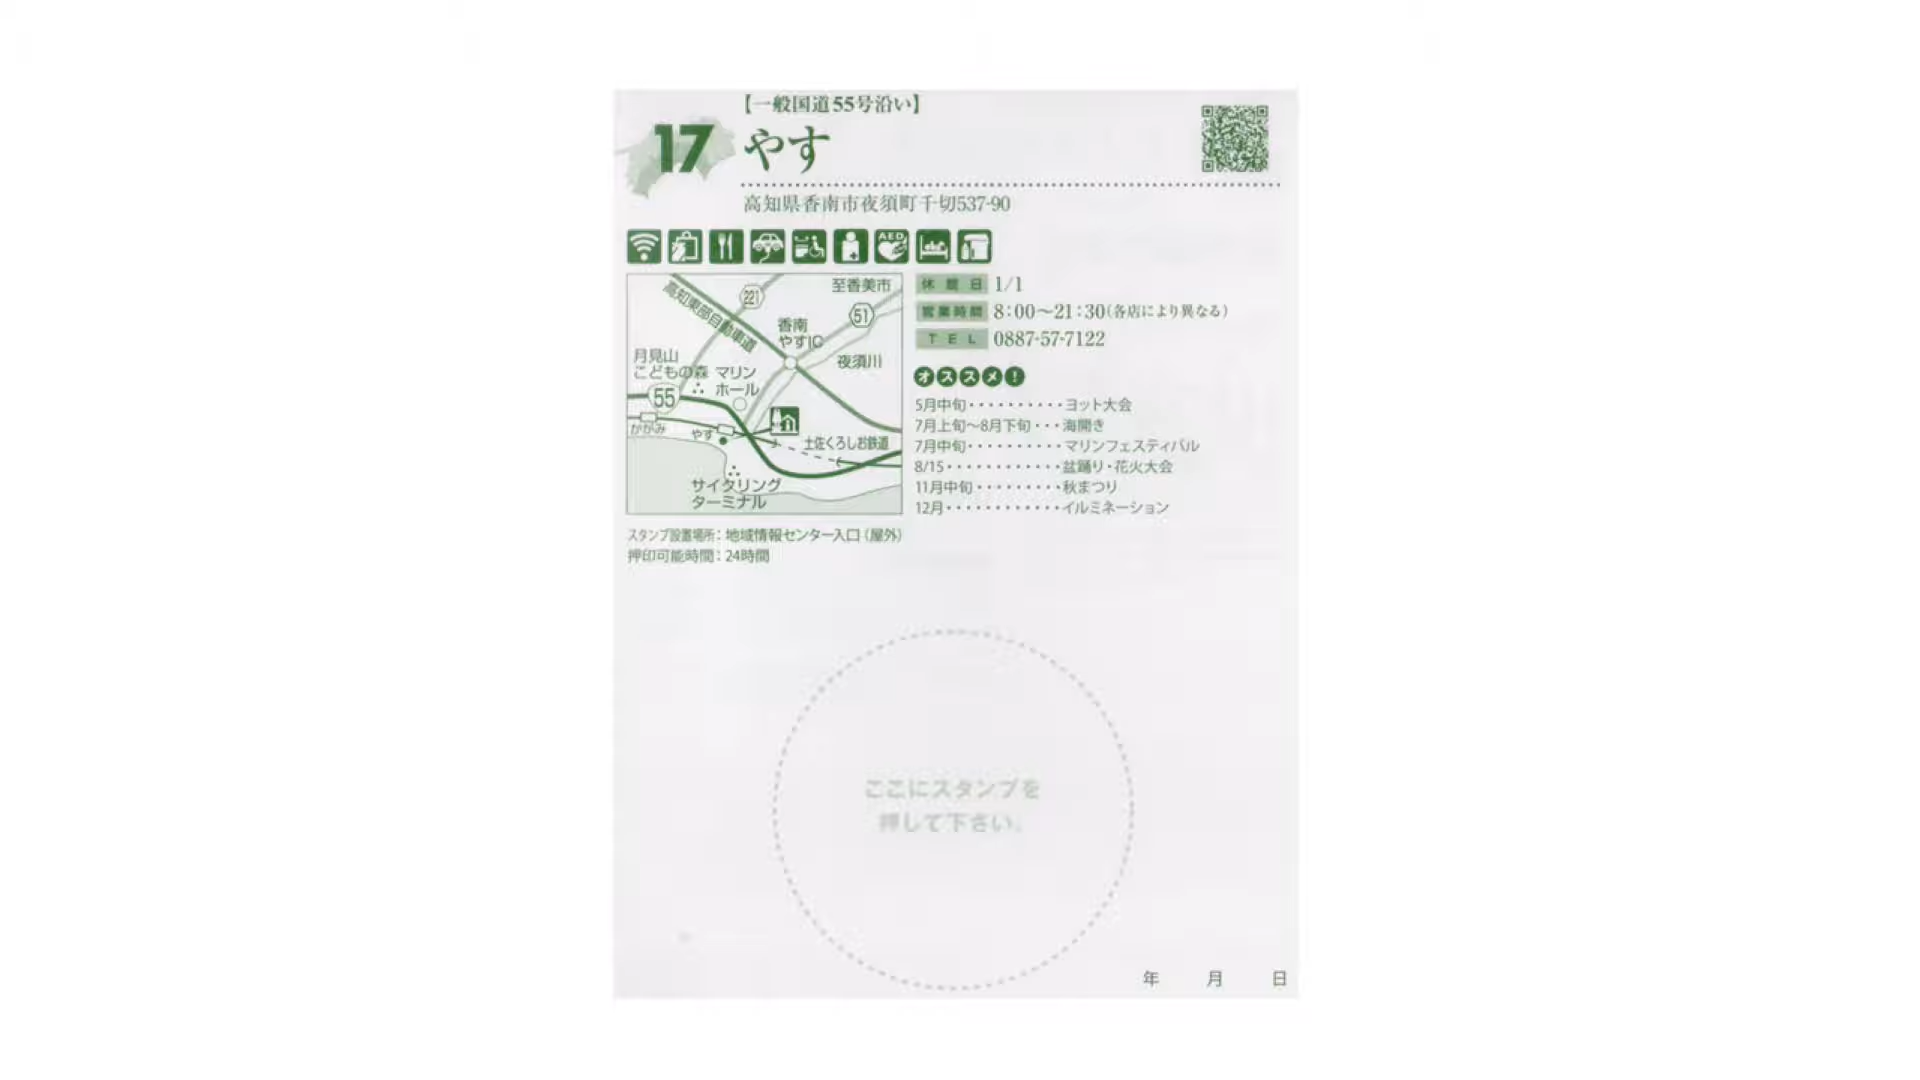 【一般国道55号沿い】
17 やす
高知県香南市夜須町千切537-90
AED
高知東部自動車道
221
至香美市
51
香南
やすIC
夜須川
月見山
こどもの森
マリン
ホール
55
かがみ
やす
土佐くろしお鉄道
サイクリング
ターミナル
休館日 1/1
営業時間 8:00〜21:30(各店により異なる)
TEL 0887-57-7122
オススメ!
5月中旬・・・・・・・・・・ヨット大会
7月上旬〜8月下旬・・・海開き
7月中旬・・・・・・・・・・マリンフェスティバル
8/15・・・・・・・・・・・・盆踊り・花火大会
11月中旬・・・・・・・・・秋まつり
12月・・・・・・・・・・・・イルミネーション
スタンプ設置場所：地域情報センター入口（屋外）
押印可能時間：24時間
ここにスタンプを
押して下さい。
年 月 日